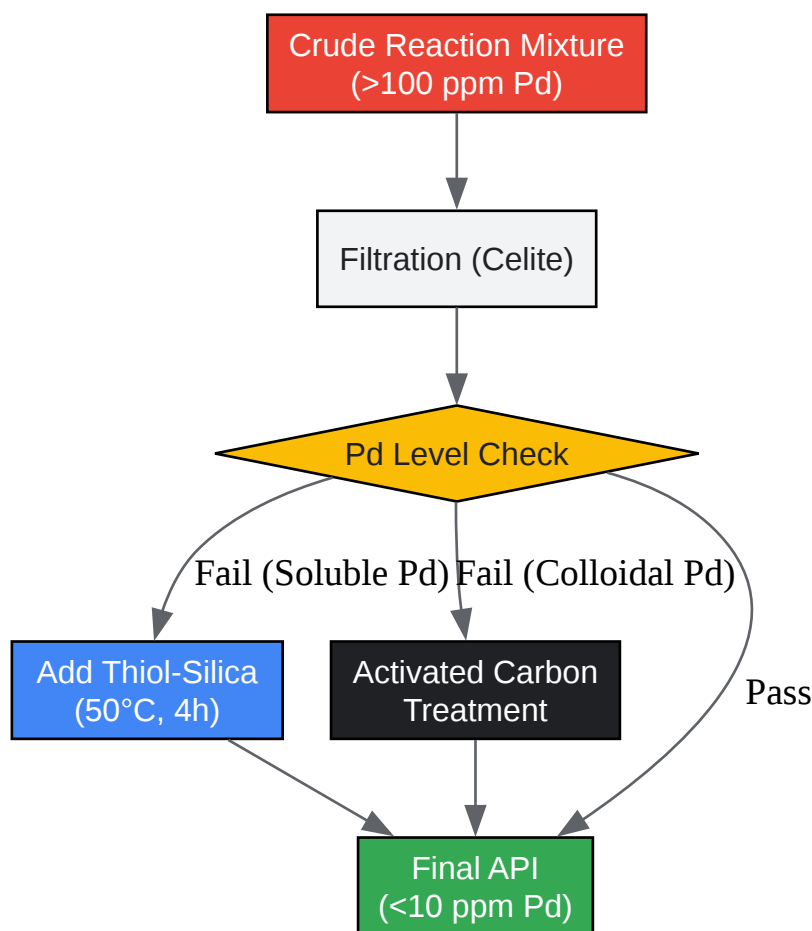 Crude Reaction Mixture
(>100 ppm Pd)
Filtration (Celite)
Pd Level Check
Fail (Soluble Pd)
Fail (Colloidal Pd)
Add Thiol-Silica
(50°C, 4h)
Activated Carbon
Treatment
Pass
Final API
(<10 ppm Pd)